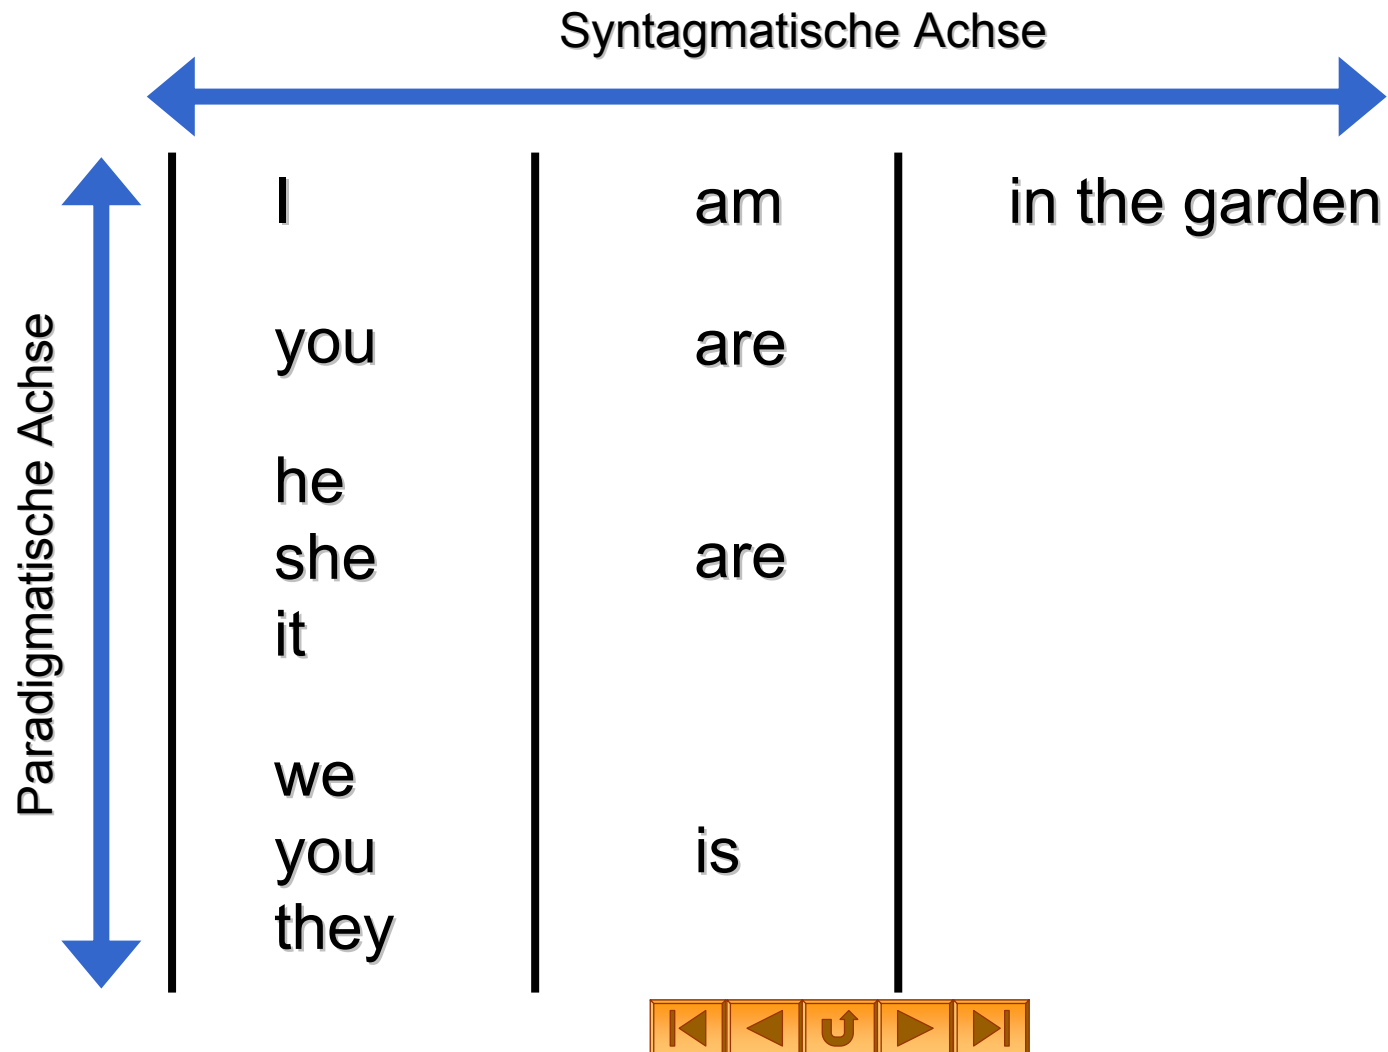 Syntagmatische Achse
Paradigmatische Achse
I am in the garden
you are
he
she are
it
we
you is
they